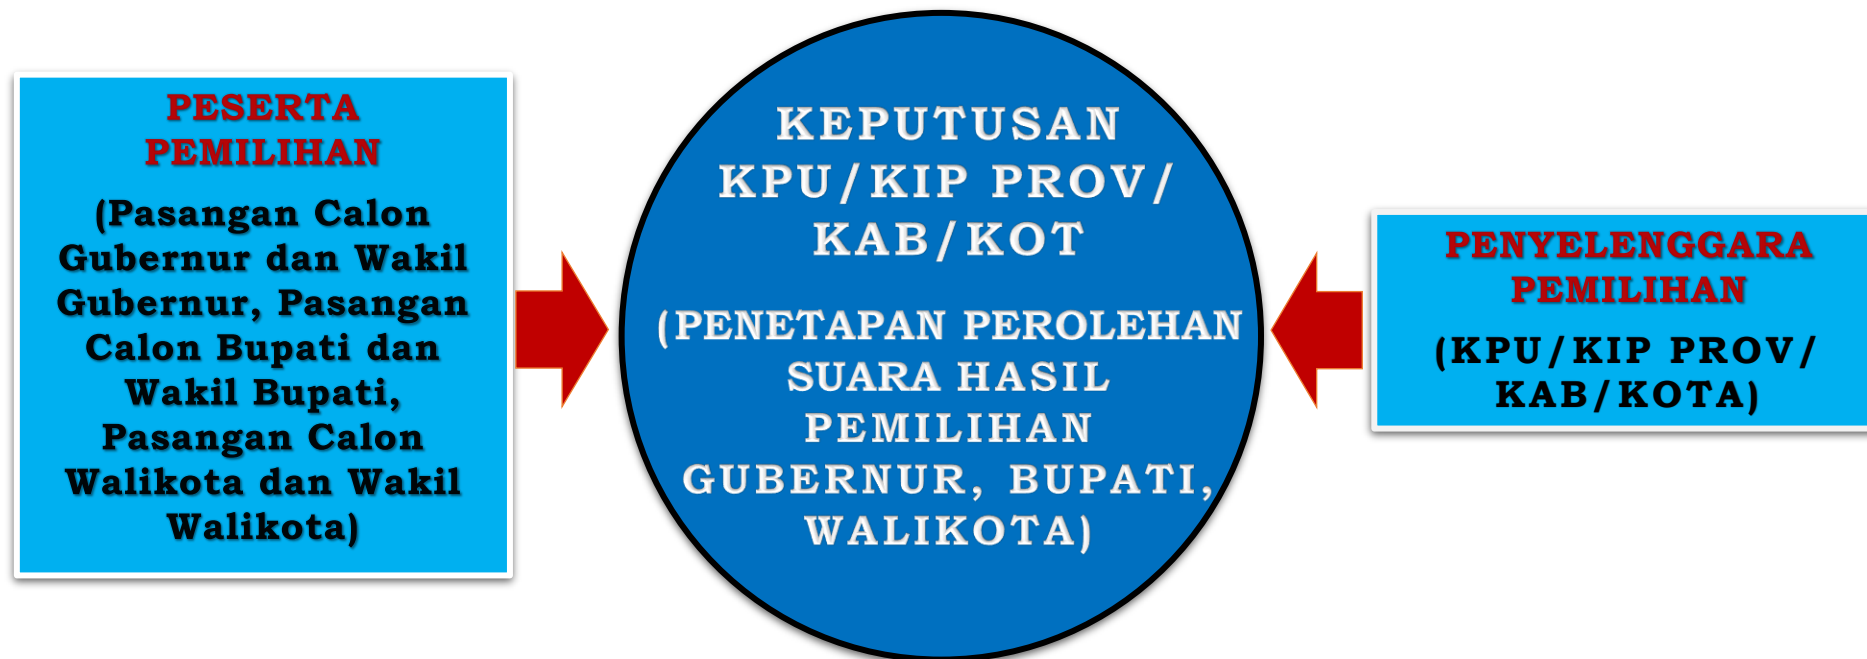 PESERTA
PEMILIHAN
(Pasangan Calon
Gubernur dan Wakil
Gubernur, Pasangan
Calon Bupati dan
Wakil Bupati,
Pasangan Calon
Walikota dan Wakil
Walikota)
KEPUTUSAN
KPU/KIP PROV/
KAB/KOT
(PENETAPAN PEROLEHAN
SUARA HASIL
PEMILIHAN
GUBERNUR, BUPATI,
WALIKOTA)
PENYELENGGARA
PEMILIHAN
(KPU/KIP PROV/
KAB/KOTA)